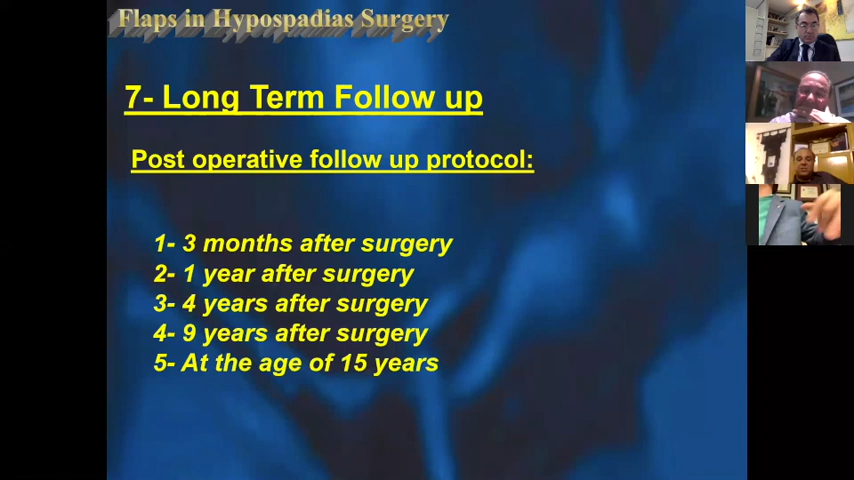 Flaps in Hypospadias Surgery
7- Long Term Follow up
Post operative follow up protocol:
1- 3 months after surgery
2- 1 year after surgery
3- 4 years after surgery
4- 9 years after surgery
5- At the age of 15 years